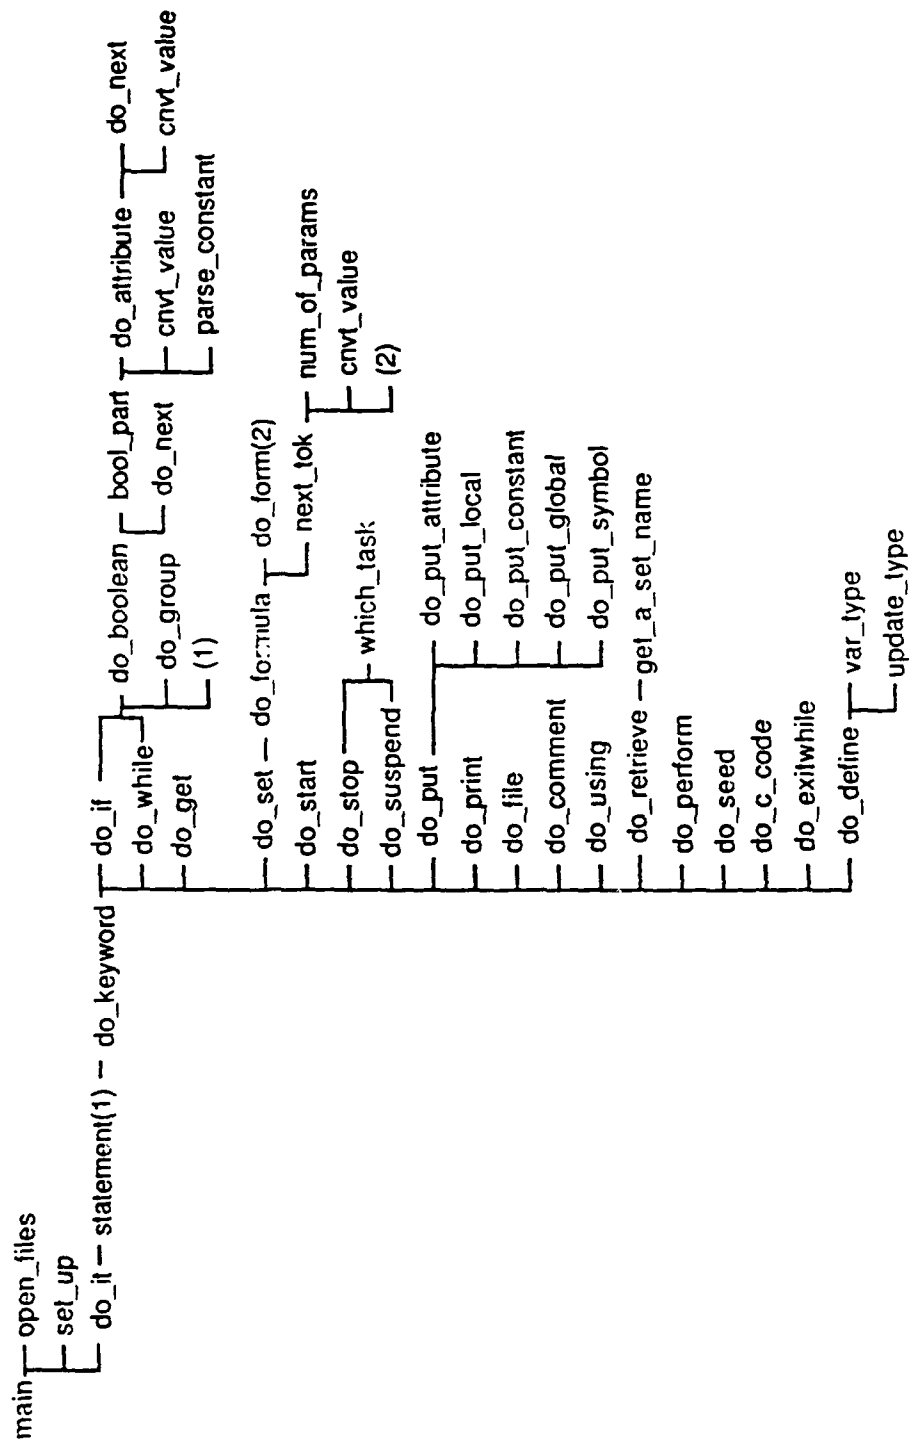 main open_files
set_up
do_it statement(1) do_keyword do_if do_boolean bool_part do_attribute do_next
do_while do_group do_next cnvt_value cnvt_value
do_get (1) parse_constant
do_set do_formula do_form(2)
do_start next_tok num_of_params
do_stop which_task cnvt_value
do_suspend (2)
do_put do_put_attribute
do_print do_put_local
do_file do_put_constant
do_comment do_put_global
do_using do_put_symbol
do_retrieve get_a_set_name
do_perform
do_seed
do_c_code
do_exitwhile
do_define var_type
update_type